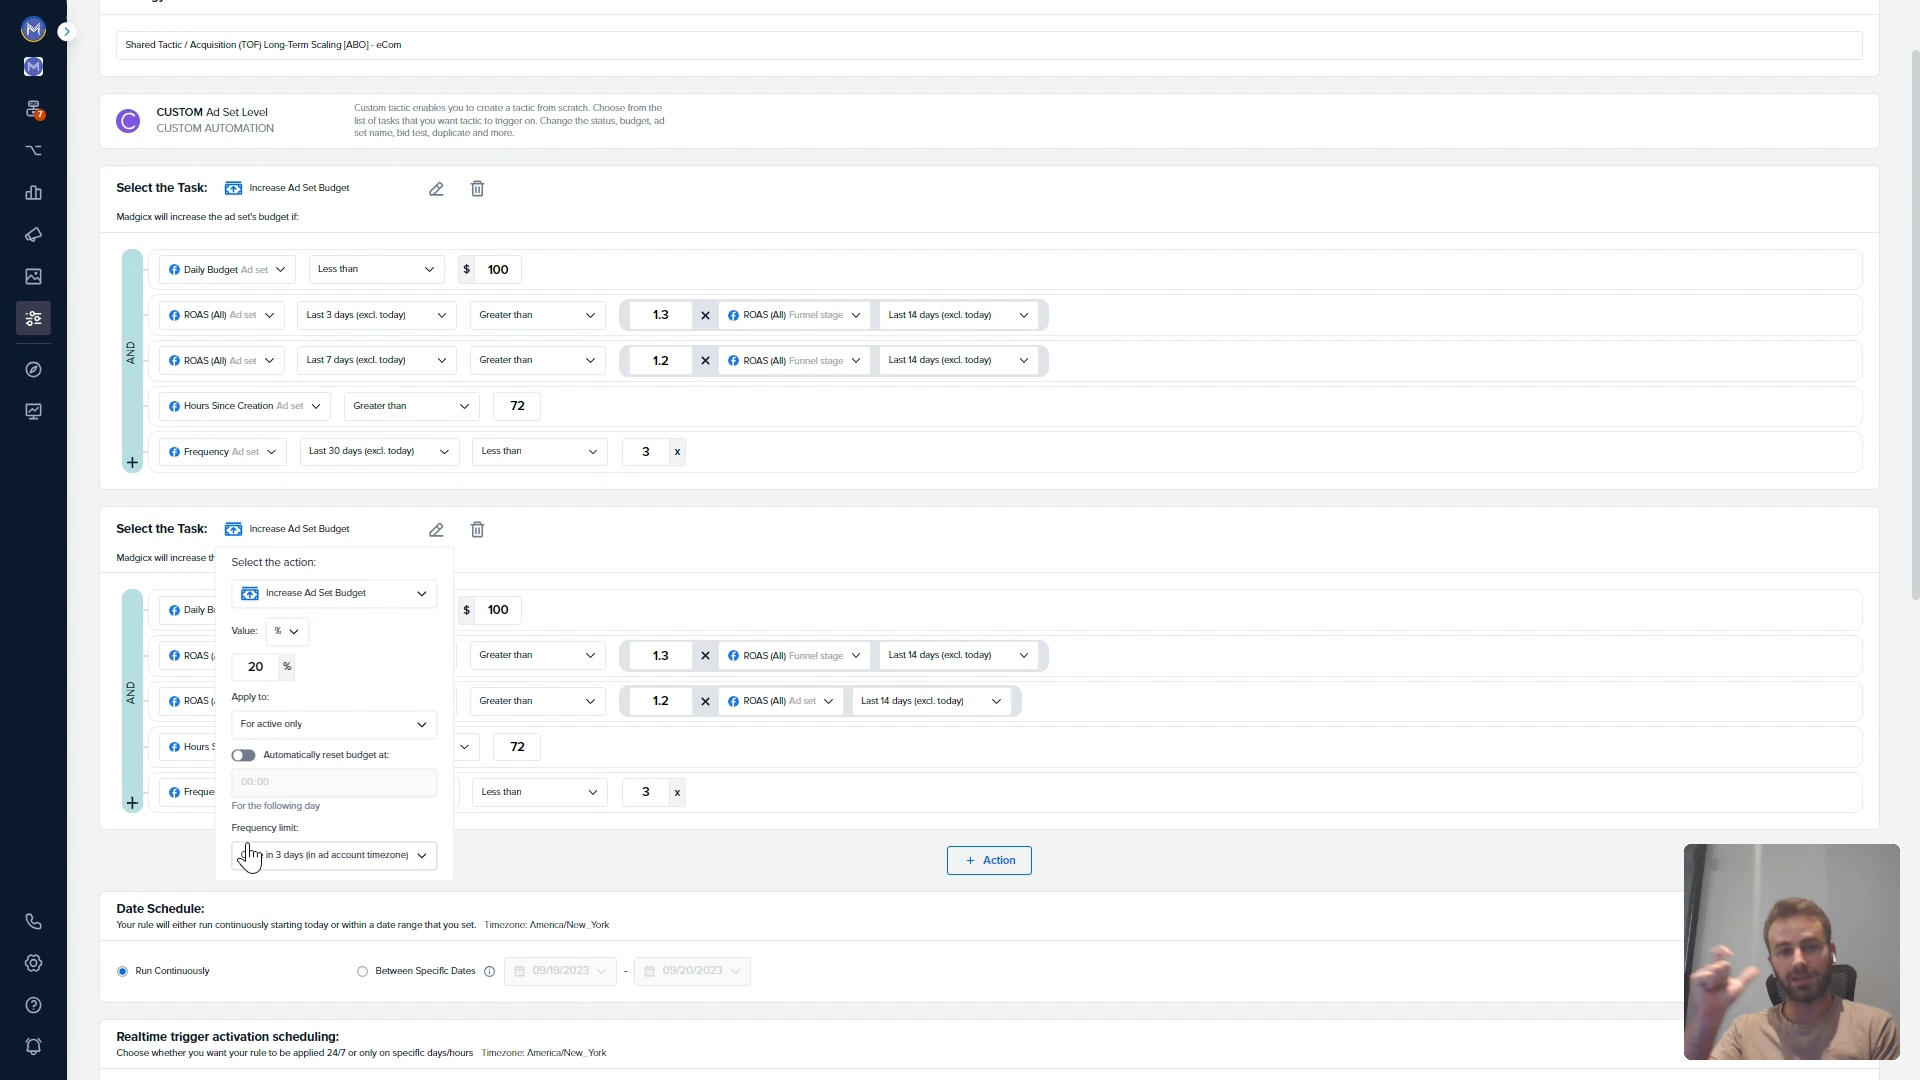 Shared Tactic / Acquisition (TOF) Long-Term Scaling [ABO] - eCom
CUSTOM Ad Set Level
CUSTOM AUTOMATION
Custom tactic enables you to create a tactic from scratch. Choose from the
list of tasks that you want tactic to trigger on. Change the status, budget, ad
set name, bid test, duplicate and more.
7
Select the Task: Increase Ad Set Budget
Madgicx will increase the ad set's budget if:
AND
Daily Budget Ad set Less than $ 100
ROAS (All) Ad set Last 3 days (excl. today) Greater than 1.3 X ROAS (All) Funnel stage Last 14 days (excl. today)
ROAS (All) Ad set Last 7 days (excl. today) Greater than 1.2 X ROAS (All) Funnel stage Last 14 days (excl. today)
Hours Since Creation Ad set Greater than 72
Frequency Ad set Last 30 days (excl. today) Less than 3 x
+
Select the Task: Increase Ad Set Budget
Madgicx will increase
Select the action:
Increase Ad Set Budget
Value: %
20 %
Apply to:
For active only
Automatically reset budget at:
00:00
For the following day
Frequency limit:
in 3 days (in ad account timezone)
AND
Daily $ 100
ROAS Greater than 1.3 X ROAS (All) Funnel stage Last 14 days (excl. today)
ROAS Greater than 1.2 X ROAS (All) Ad set Last 14 days (excl. today)
Hours 72
Less than 3 x
+
+ Action
Date Schedule:
Your rule will either run continuously starting today or within a date range that you set. Timezone: America/New_York
Run Continuously Between Specific Dates 09/19/2023 - 09/20/2023
Realtime trigger activation scheduling:
Choose whether you want your rule to be applied 24/7 or only on specific days/hours Timezone: America/New_York